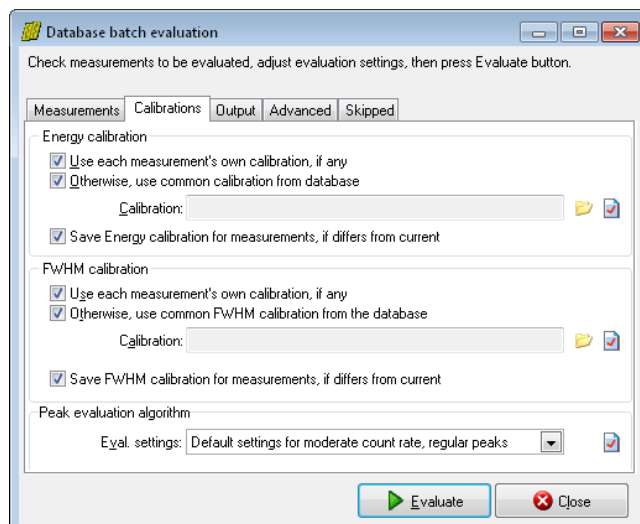 Database batch evaluation
Check measurements to be evaluated, adjust evaluation settings, then press Evaluate button.
Measurements Calibrations Output Advanced Skipped
Energy calibration
Use each measurement's own calibration, if any
Otherwise, use common calibration from database
Calibration:
Save Energy calibration for measurements, if differs from current
FWHM calibration
Use each measurement's own calibration, if any
Otherwise, use common FWHM calibration from the database
Calibration:
Save FWHM calibration for measurements, if differs from current
Peak evaluation algorithm
Eval. settings: Default settings for moderate count rate, regular peaks
Evaluate Close